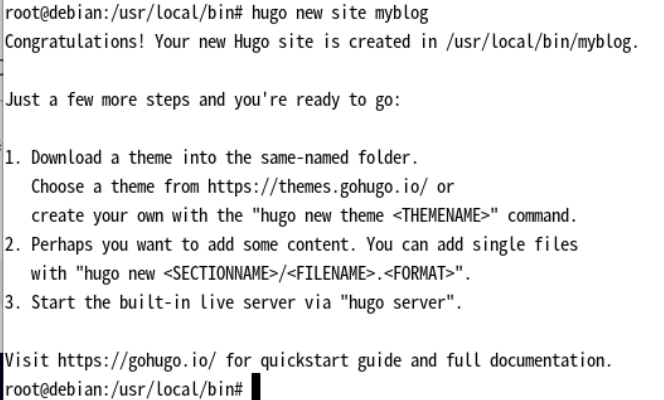 root@debian:/usr/local/bin# hugo new site myblog
Congratulations! Your new Hugo site is created in /usr/local/bin/myblog.
Just a few more steps and you're ready to go:
1. Download a theme into the same-named folder.
Choose a theme from https://themes.gohugo.io/ or
create your own with the "hugo new theme <THEMENAME>" command.
2. Perhaps you want to add some content. You can add single files
with "hugo new <SECTIONNAME>/<FILENAME>.<FORMAT>".
3. Start the built-in live server via "hugo server".
Visit https://gohugo.io/ for quickstart guide and full documentation.
root@debian:/usr/local/bin#